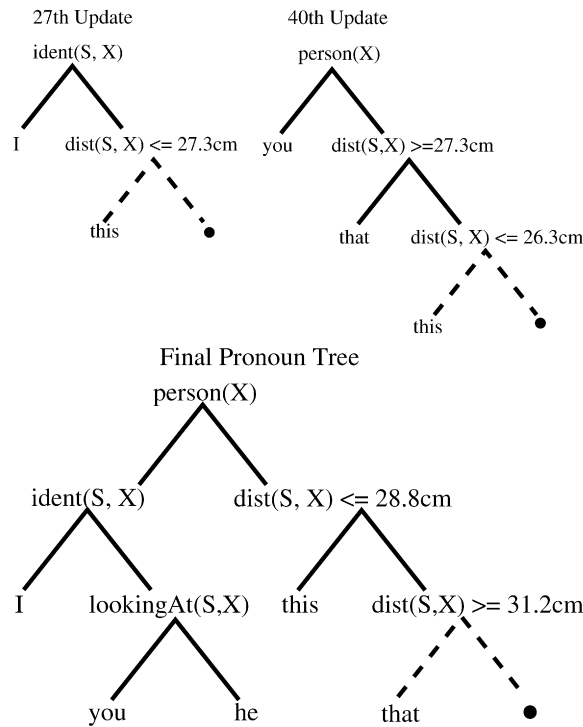 27th Update
ident(S, X)
I
dist(S, X) <= 27.3cm
this
40th Update
person(X)
you
dist(S,X) >=27.3cm
that
dist(S, X) <= 26.3cm
this
Final Pronoun Tree
person(X)
ident(S, X)
dist(S, X) <= 28.8cm
I
lookingAt(S,X)
this
dist(S,X) >= 31.2cm
you
he
that